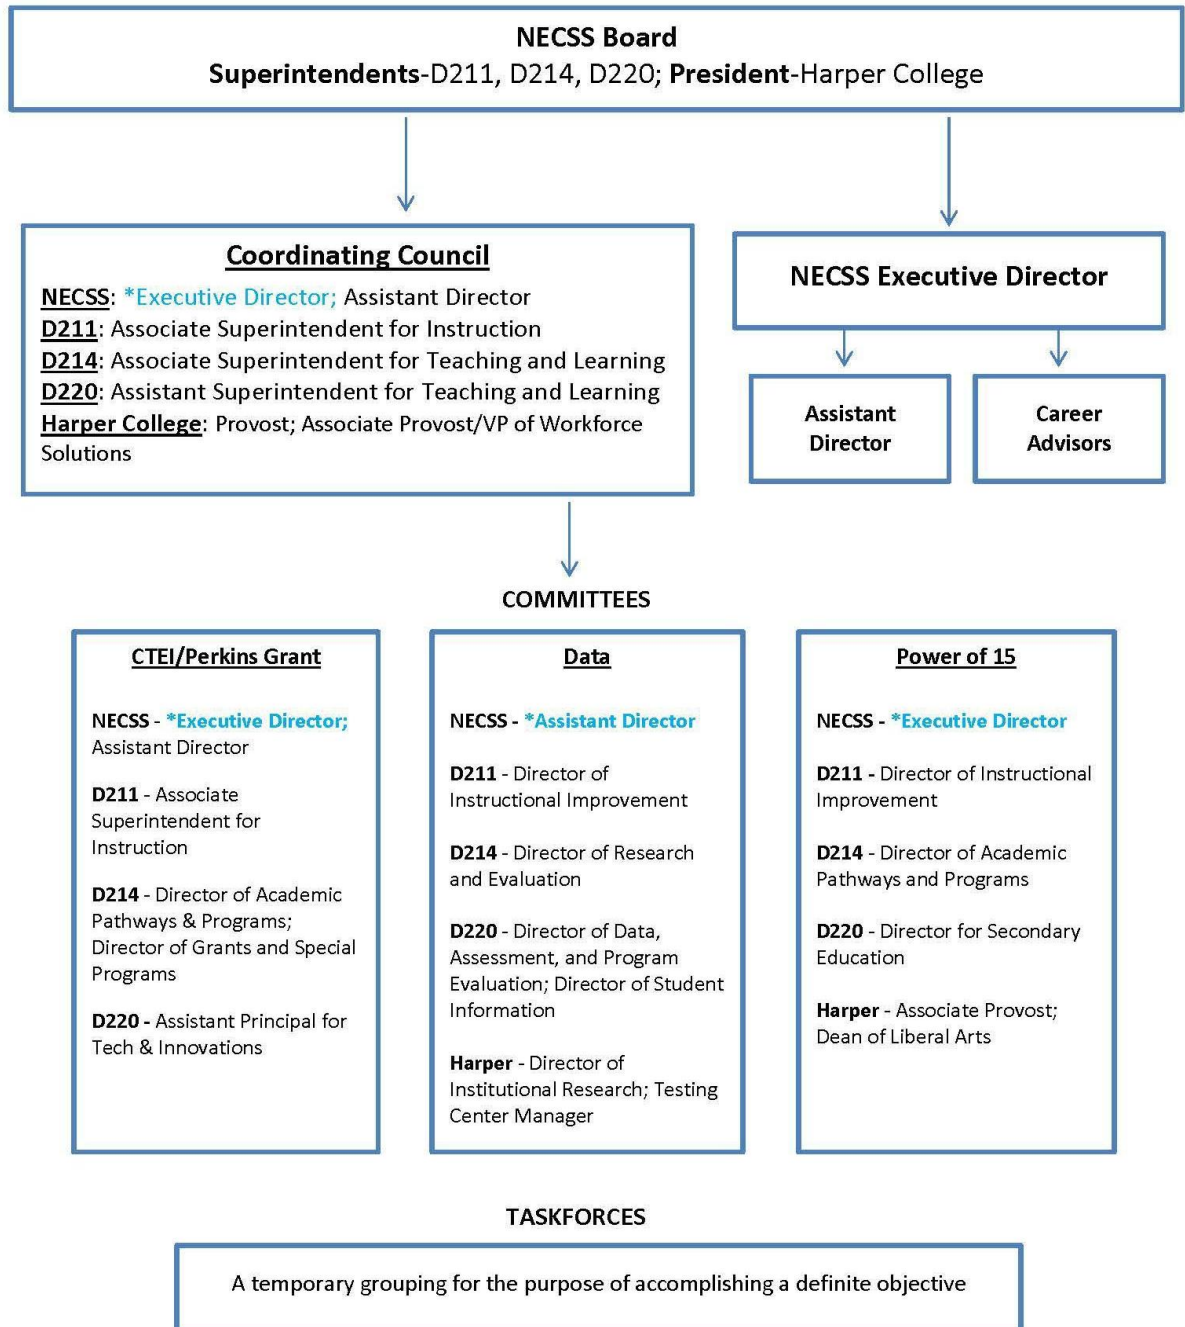 NECSS Board
Superintendents-D211, D214, D220; President-Harper College
Coordinating Council
NECSS: *Executive Director; Assistant Director
D211: Associate Superintendent for Instruction
D214: Associate Superintendent for Teaching and Learning
D220: Assistant Superintendent for Teaching and Learning
Harper College: Provost; Associate Provost/VP of Workforce
Solutions
NECSS Executive Director
Assistant
Director
Career
Advisors
COMMITTEES
CTEI/Perkins Grant
NECSS - *Executive Director;
Assistant Director
D211 - Associate
Superintendent for
Instruction
D214 - Director of Academic
Pathways & Programs;
Director of Grants and Special
Programs
D220 - Assistant Principal for
Tech & Innovations
Data
NECSS - *Assistant Director
D211 - Director of
Instructional Improvement
D214 - Director of Research
and Evaluation
D220 - Director of Data,
Assessment, and Program
Evaluation; Director of Student
Information
Harper - Director of
Institutional Research; Testing
Center Manager
Power of 15
NECSS - *Executive Director
D211 - Director of Instructional
Improvement
D214 - Director of Academic
Pathways and Programs
D220 - Director for Secondary
Education
Harper - Associate Provost;
Dean of Liberal Arts
TASKFORCES
A temporary grouping for the purpose of accomplishing a definite objective